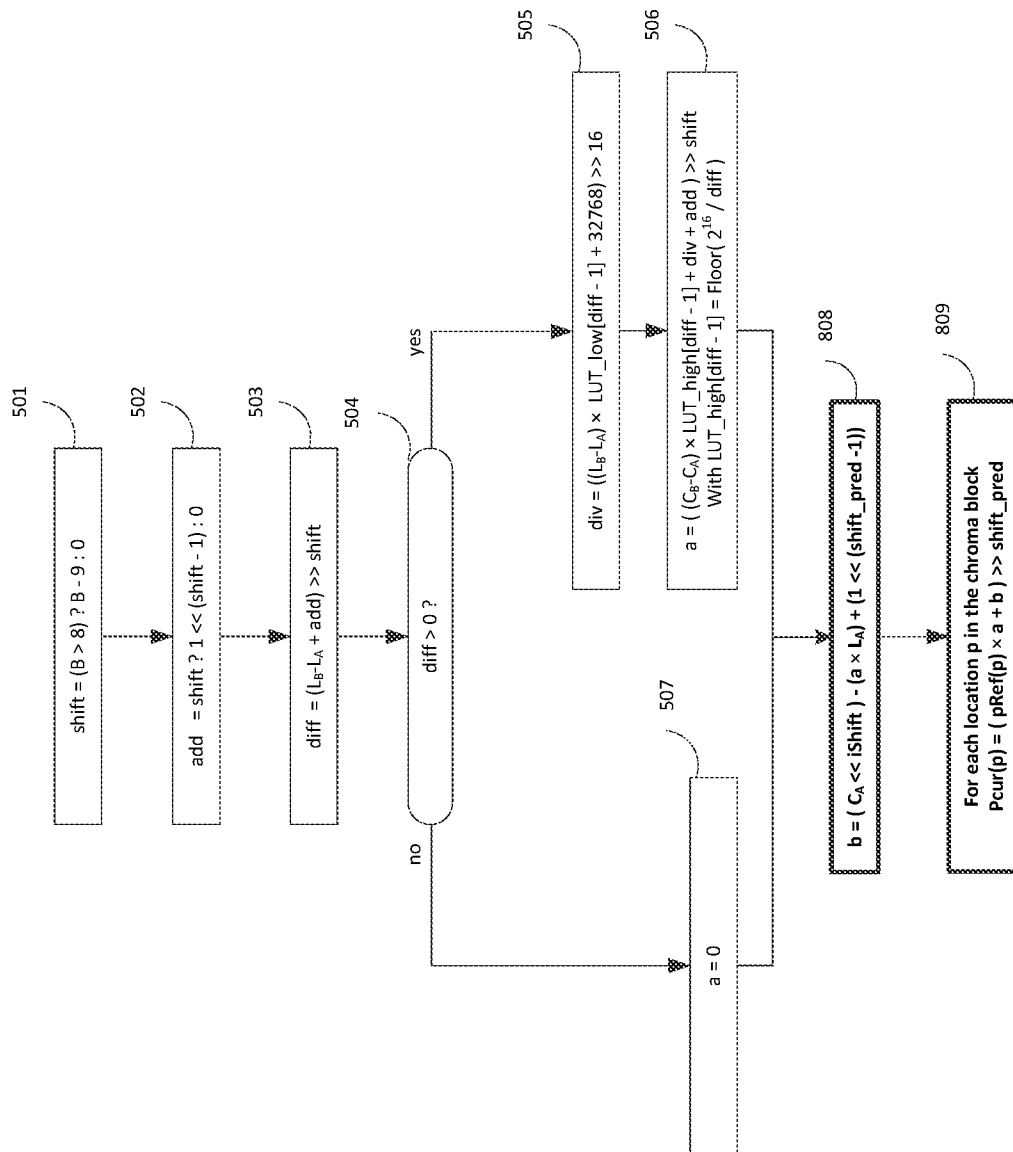 501
shift = (B > 8) ? B - 9 : 0
502
add = shift ? 1 << (shift - 1) : 0
503
diff = (L_B-L_A + add) >> shift
504
diff > 0 ?
no
yes
505
div = ((L_B-L_A) × LUT_low[diff - 1] + 32768) >> 16
506
a = ( (C_B-C_A) × LUT_high[diff - 1] + div + add ) >> shift
With LUT_high[diff - 1] = Floor( 2^16 / diff )
507
a = 0
808
b = ( C_A << iShift ) - (a × L_A) + (1 << (shift_pred -1))
809
For each location p in the chroma block
Pcur(p) = ( pRef(p) × a + b ) >> shift_pred